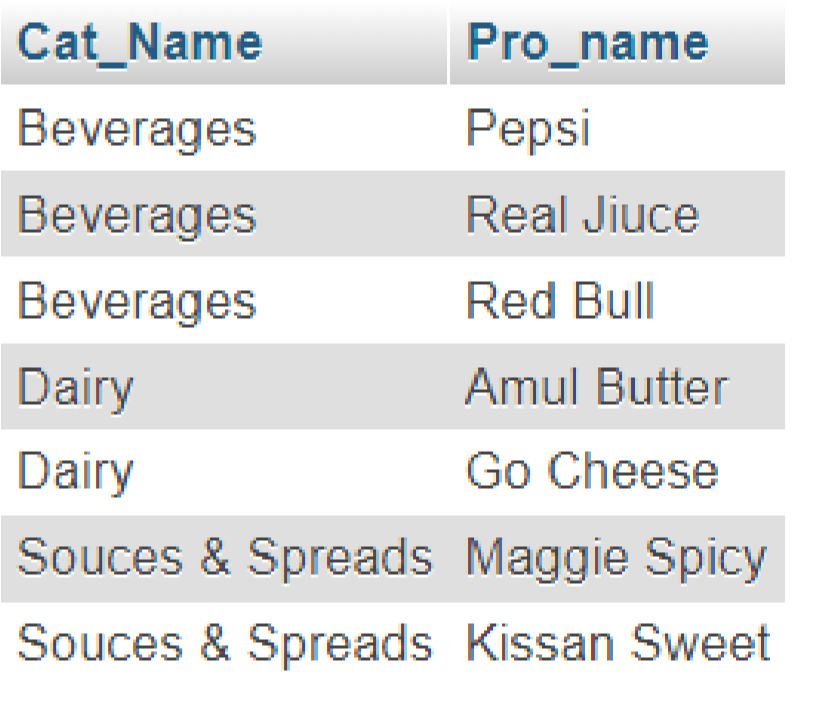 Cat_Name Pro_name
Beverages Pepsi
Beverages Real Jiuce
Beverages Red Bull
Dairy Amul Butter
Dairy Go Cheese
Souces & Spreads Maggie Spicy
Souces & Spreads Kissan Sweet